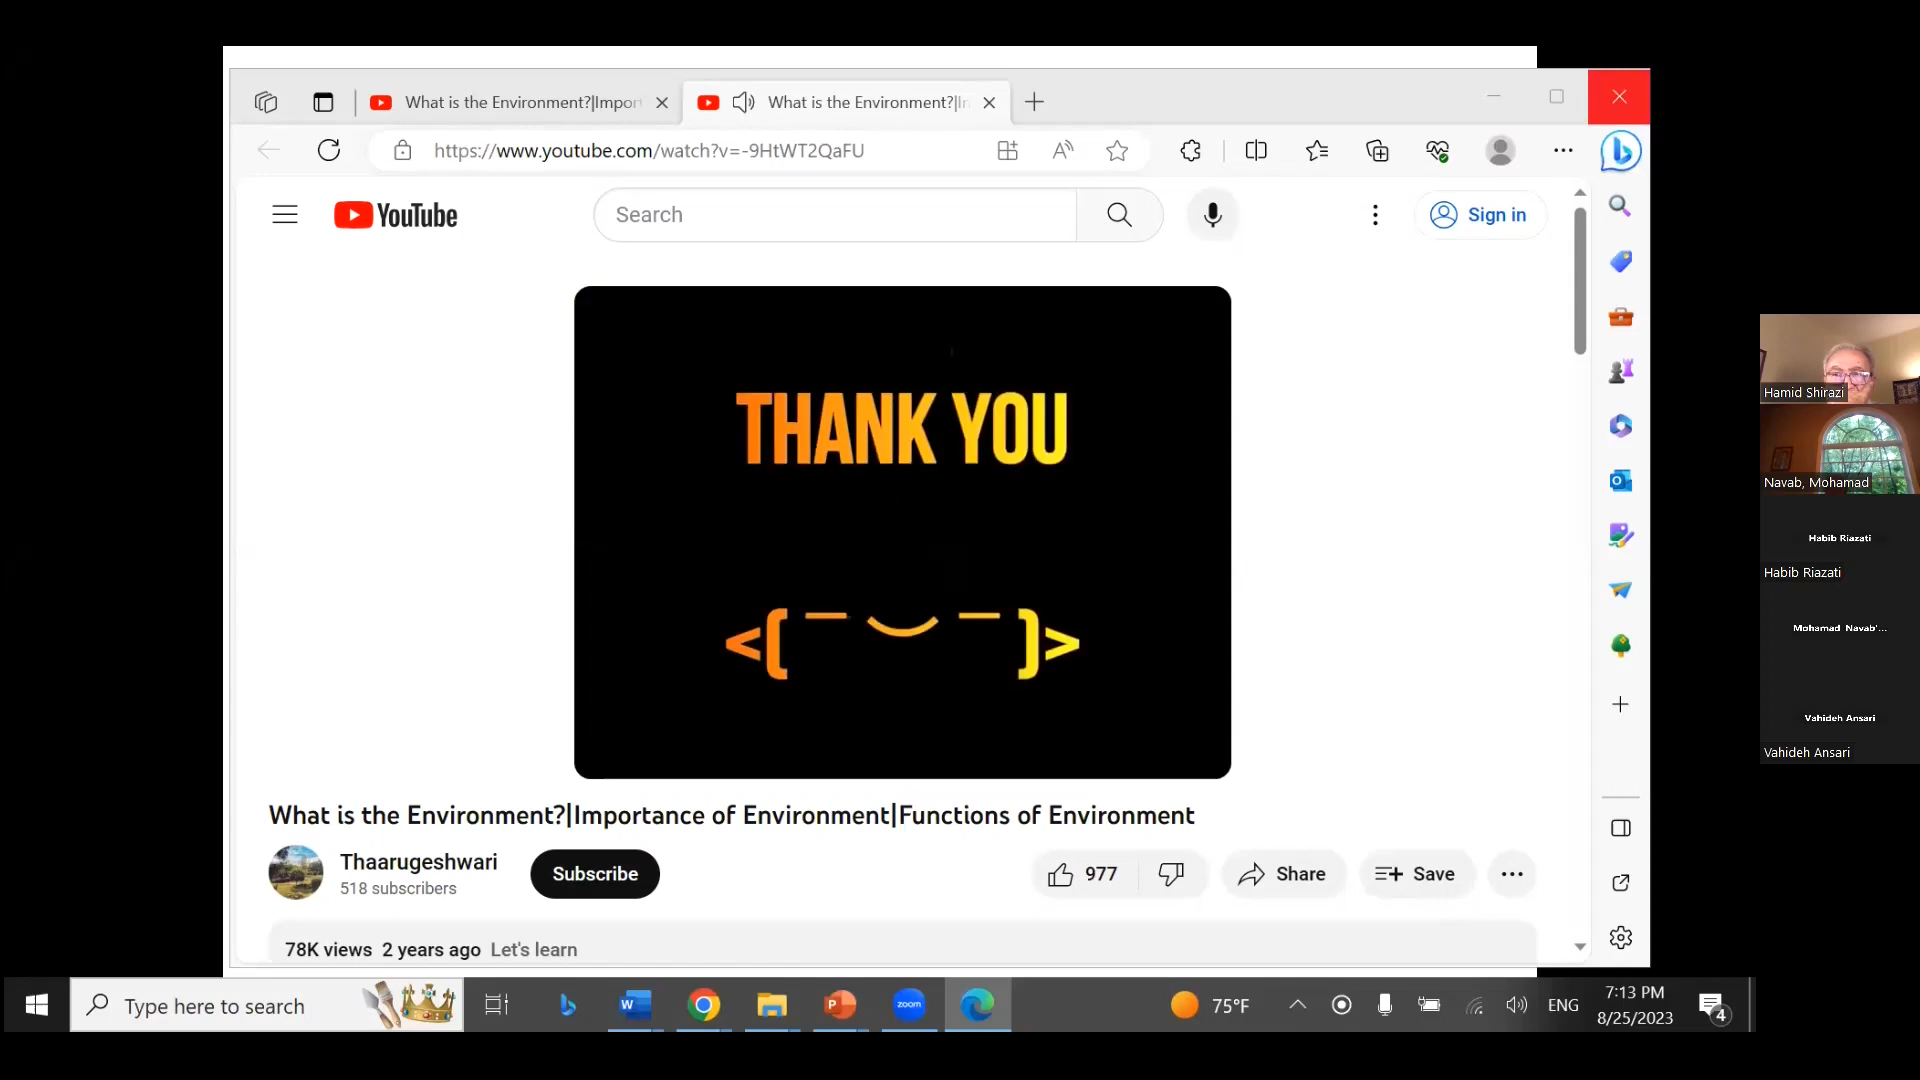 What is the Environment?|Impor
What is the Environment?|In
https://www.youtube.com/watch?v=-9HtWT2QaFU
YouTube
Search
Sign in
THANK YOU
<( ¯ ‿ ¯ )>
What is the Environment?|Importance of Environment|Functions of Environment
Thaarugeshwari
518 subscribers
Subscribe
977
Share
Save
78K views 2 years ago Let's learn
Hamid Shirazi
Navab, Mohamad
Habib Riazati
Habib Riazati
Mohamad Navab'...
Vahideh Ansari
Vahideh Ansari
Type here to search
zoom
75°F
ENG
7:13 PM
8/25/2023
4